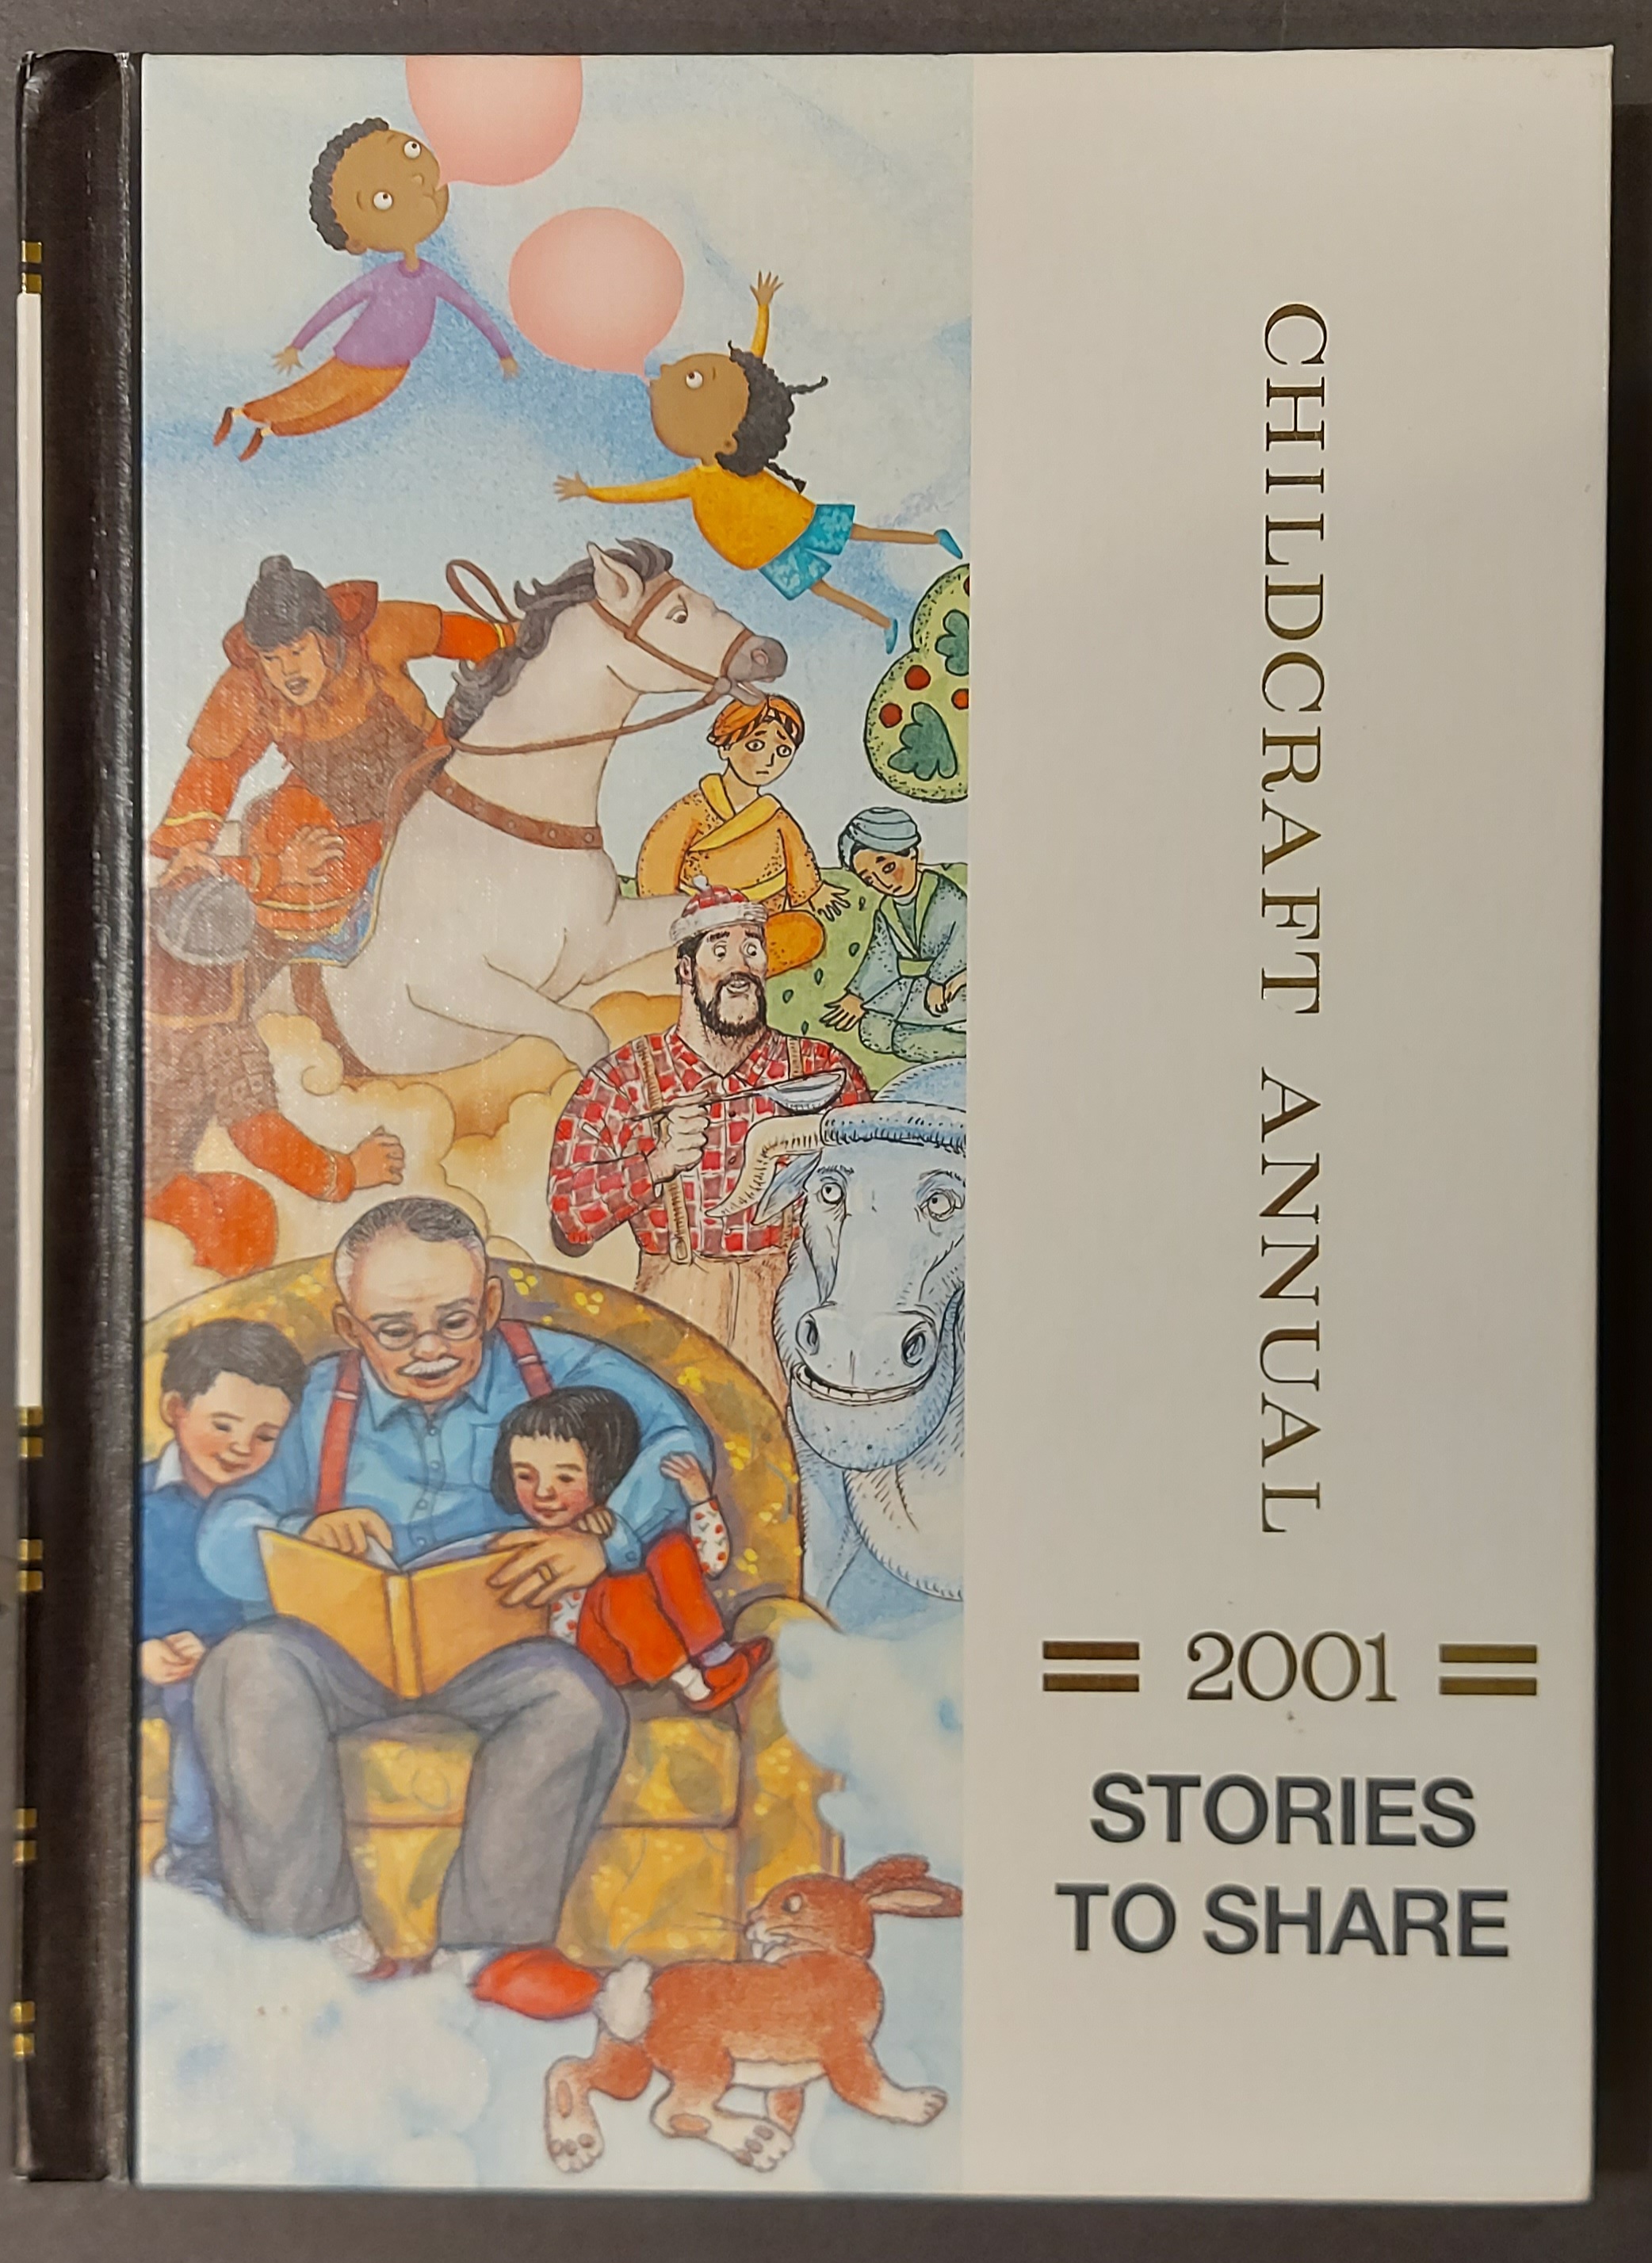 CHILDCRAFT ANNUAL
2001
STORIES
TO SHARE